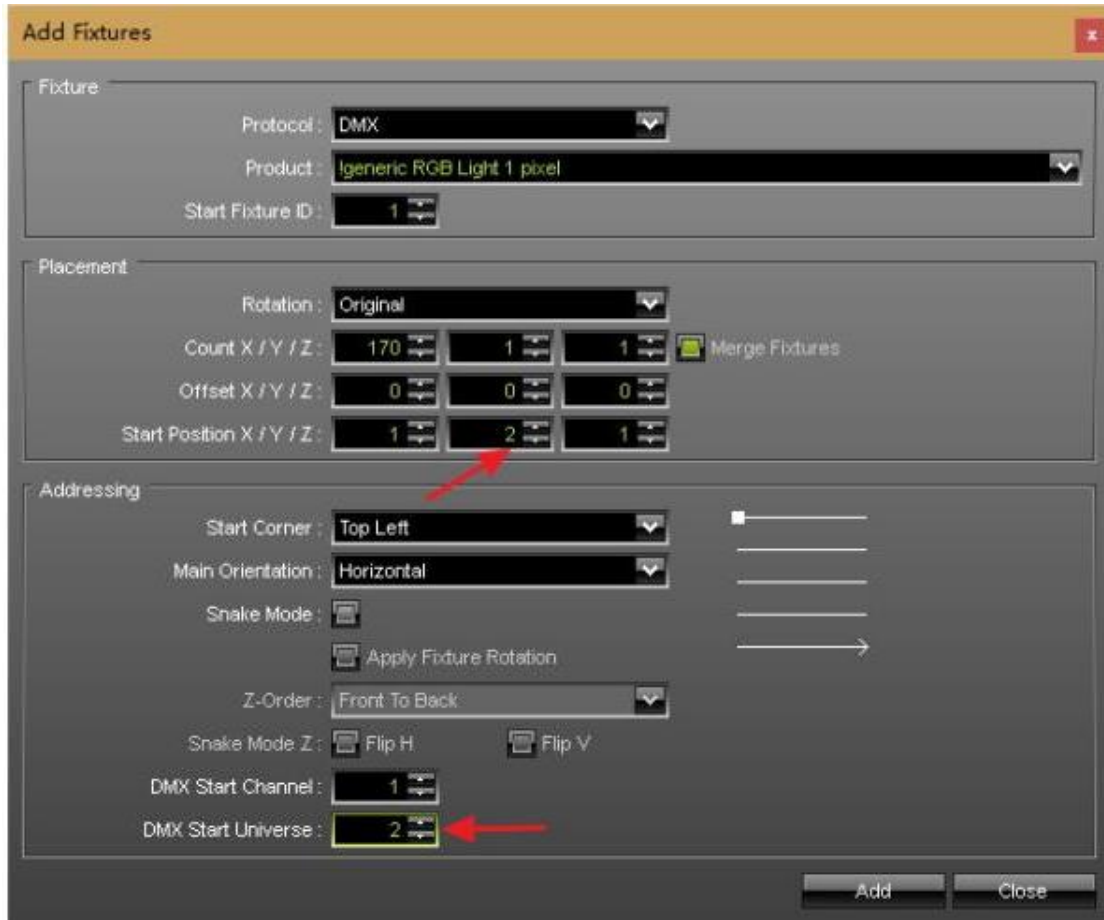 Add Fixtures
x
Fixture
Protocol : DMX
Product : !generic RGB Light 1 pixel
Start Fixture ID : 1
Placement
Rotation : Original
Count X / Y / Z : 170 1 1 Merge Fixtures
Offset X / Y / Z : 0 0 0
Start Position X / Y / Z : 1 2 1
Addressing
Start Corner : Top Left
Main Orientation : Horizontal
Snake Mode :
Apply Fixture Rotation
Z-Order : Front To Back
Snake Mode Z : Flip H Flip V
DMX Start Channel : 1
DMX Start Universe : 2
Add Close